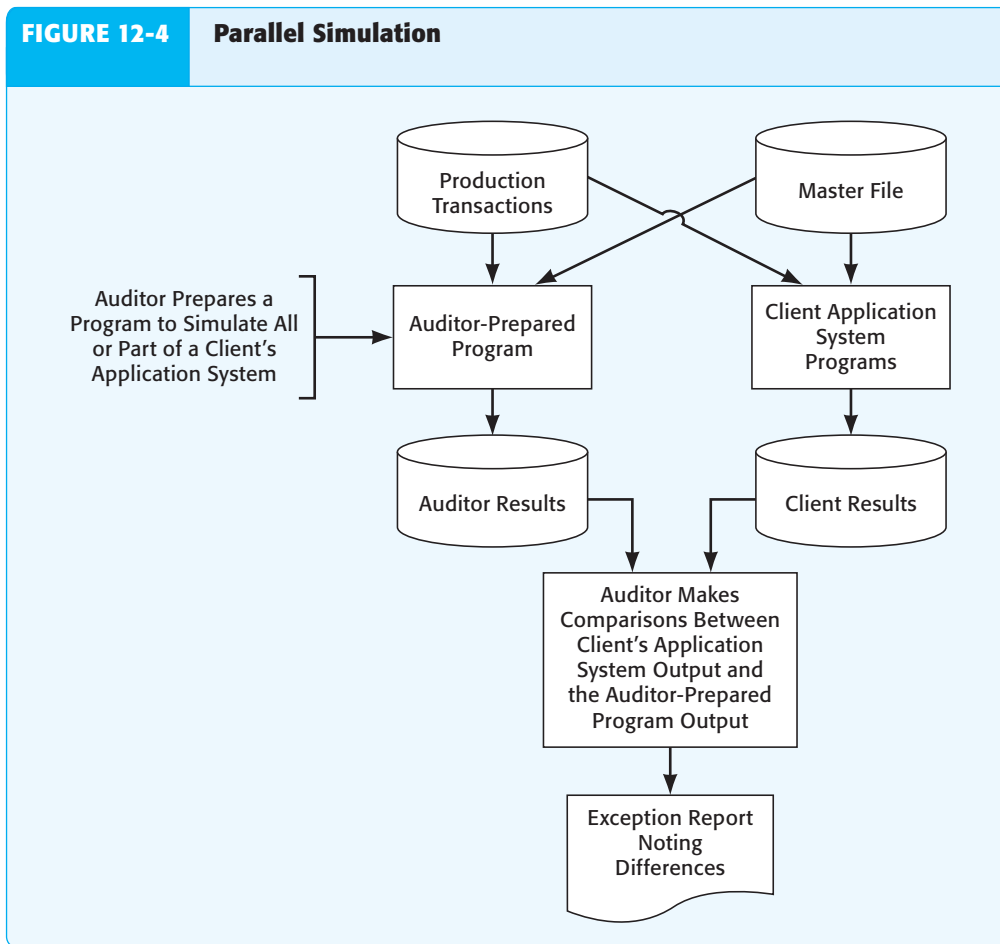 FIGURE 12-4
Parallel Simulation
Production
Transactions
Master File
Auditor Prepares a
Program to Simulate All
or Part of a Client's
Application System
Auditor-Prepared
Program
Client Application
System
Programs
Auditor Results
Client Results
Auditor Makes
Comparisons Between
Client's Application
System Output and
the Auditor-Prepared
Program Output
Exception Report
Noting
Differences